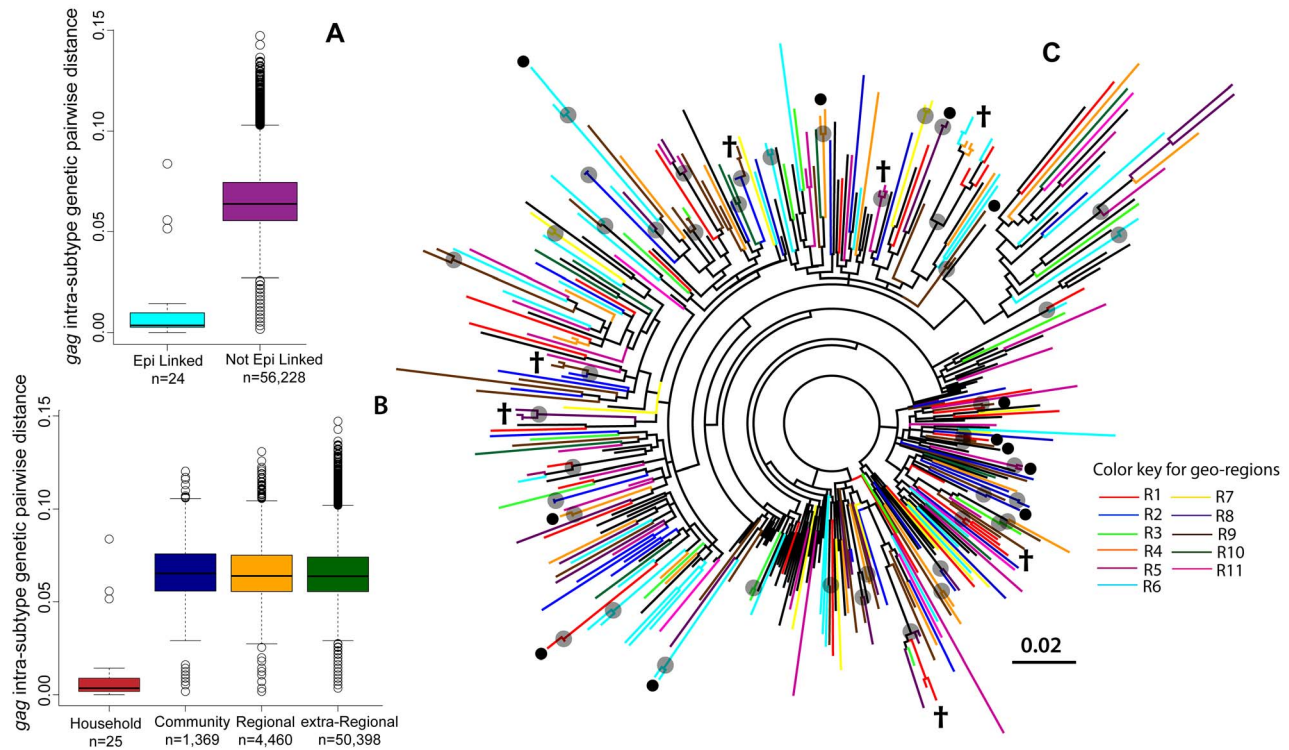 A
gag intra-subtype genetic pairwise distance
0.15
0.10
0.05
0.00
Epi Linked
n=24
Not Epi Linked
n=56,228
B
gag intra-subtype genetic pairwise distance
0.15
0.10
0.05
0.00
Household
n=25
Community
n=1,369
Regional
n=4,460
extra-Regional
n=50,398
C
†
†
†
†
†
†
†
Color key for geo-regions
R1
R2
R3
R4
R5
R6
R7
R8
R9
R10
R11
0.02